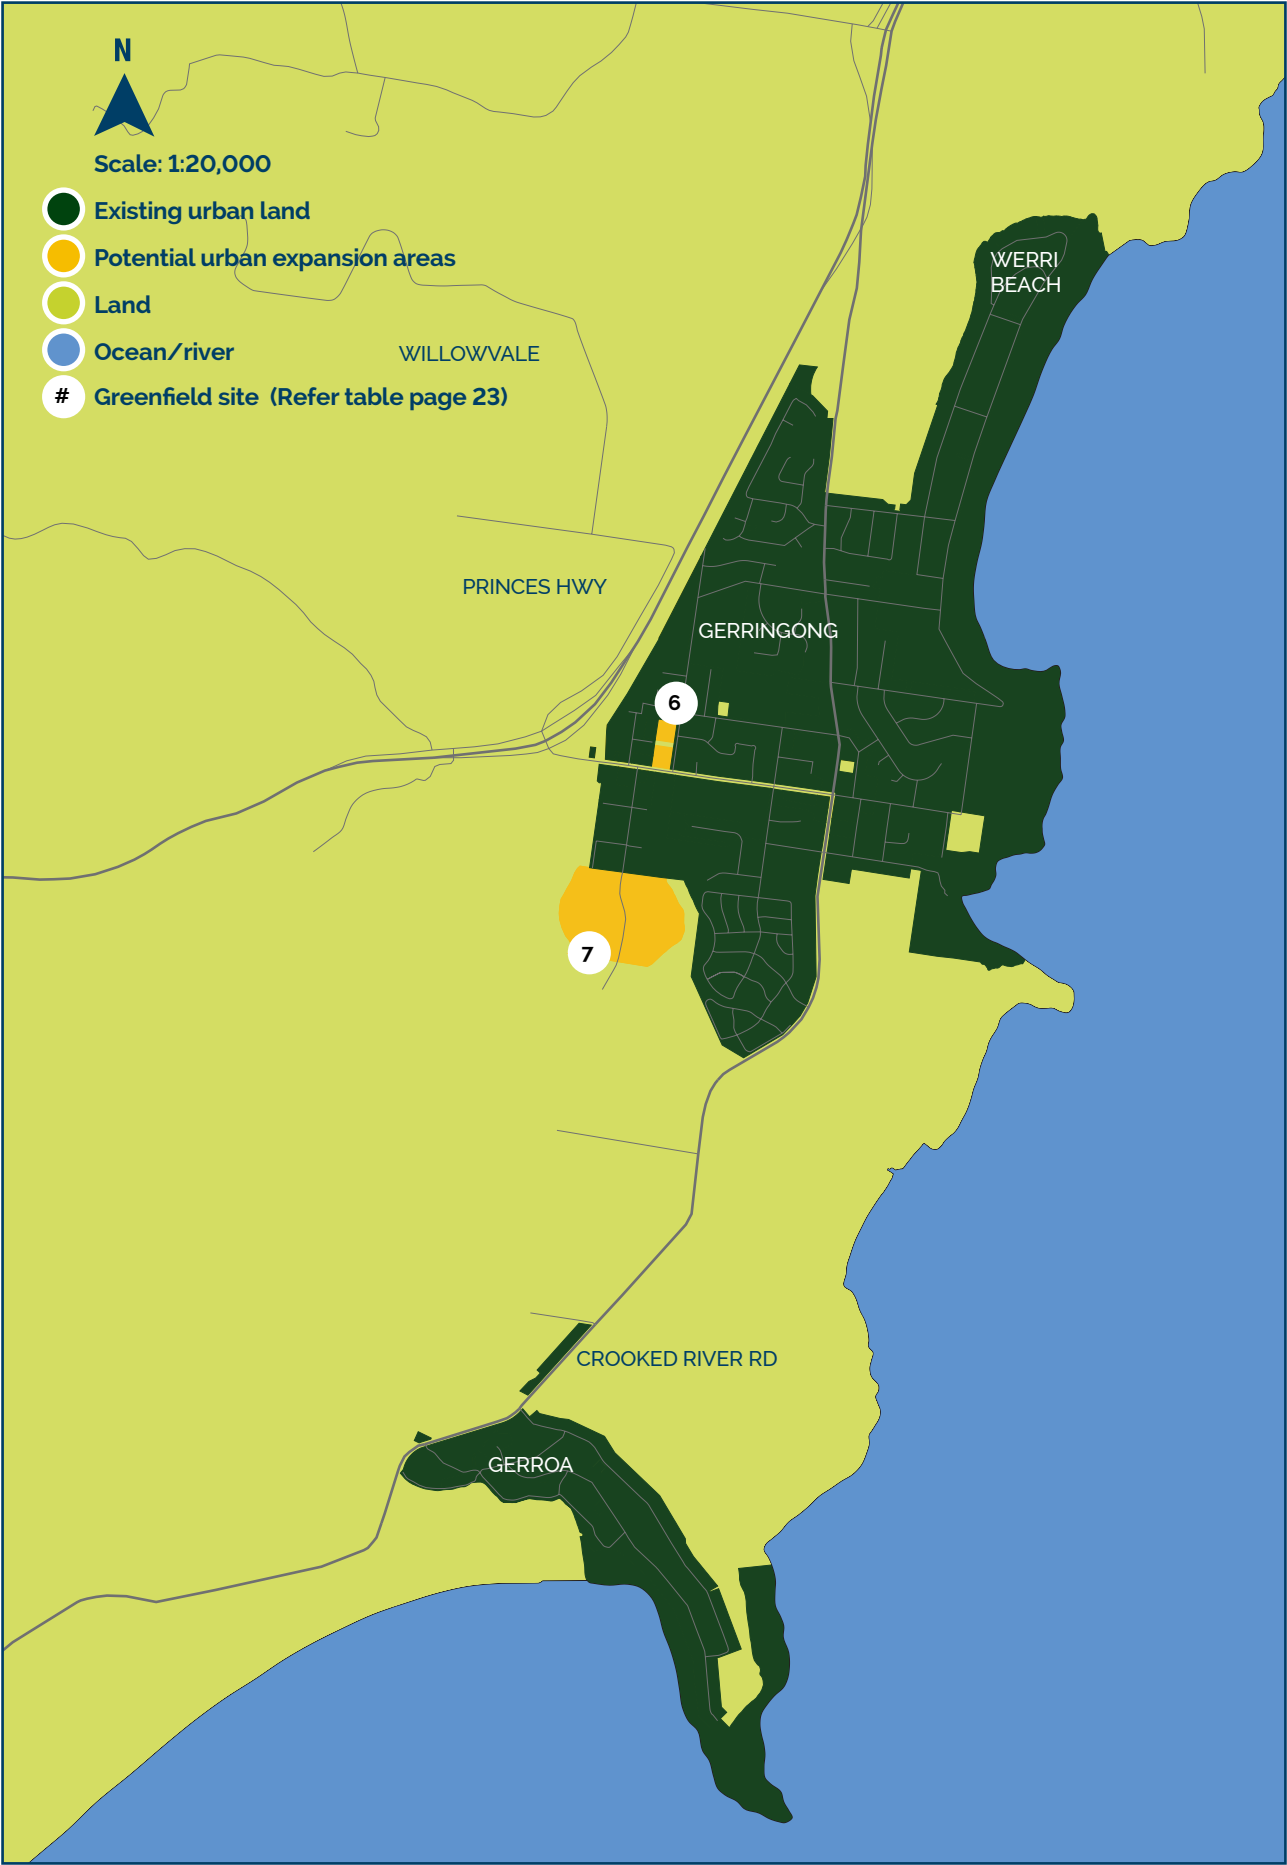 N
Scale: 1:20,000
Existing urban land
Potential urban expansion areas
Land
Ocean/river
# Greenfield site (Refer table page 23)
WERRI
BEACH
WILLOWVALE
PRINCES HWY
GERRINGONG
6
7
CROOKED RIVER RD
GERROA